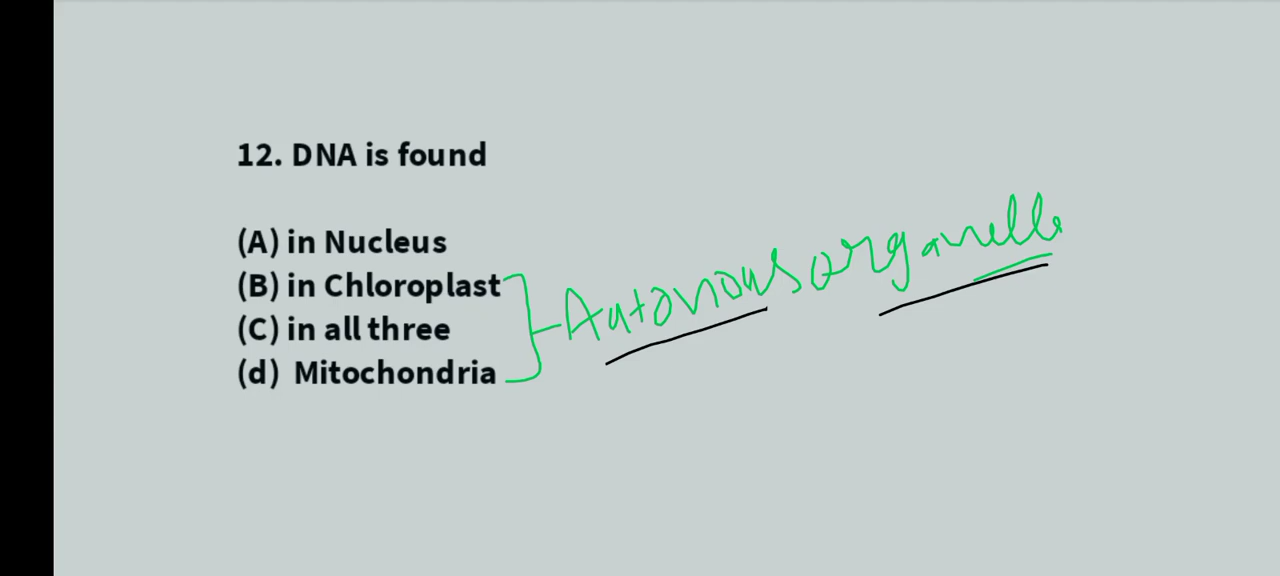 12. DNA is found
(A) in Nucleus
(B) in Chloroplast
(C) in all three
(d) Mitochondria
Autonous organelle